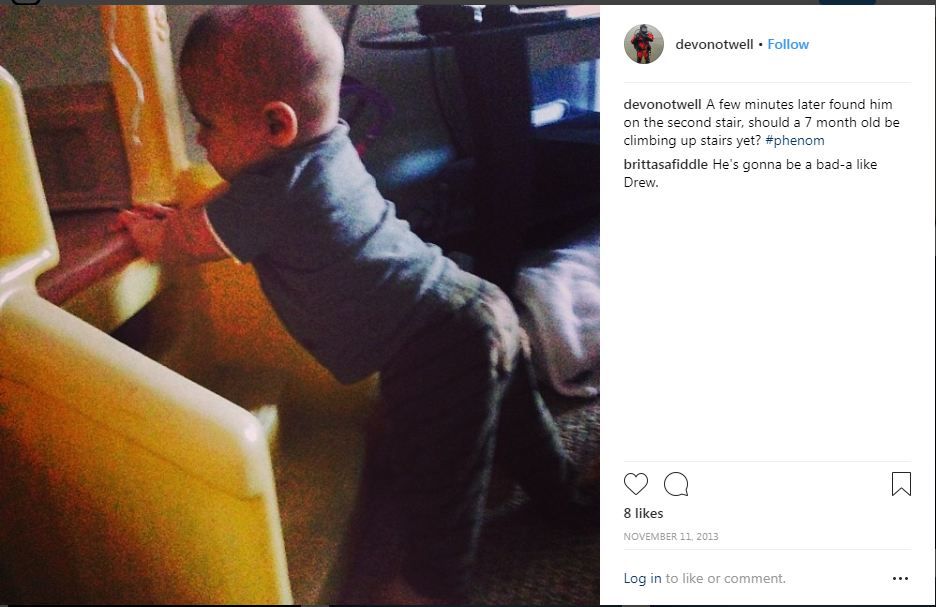 devonotwell • Follow
devonotwell A few minutes later found him
on the second stair, should a 7 month old be
climbing up stairs yet? #phenom
brittasafiddle He's gonna be a bad-a like
Drew.
8 likes
NOVEMBER 11, 2013
Log in to like or comment.